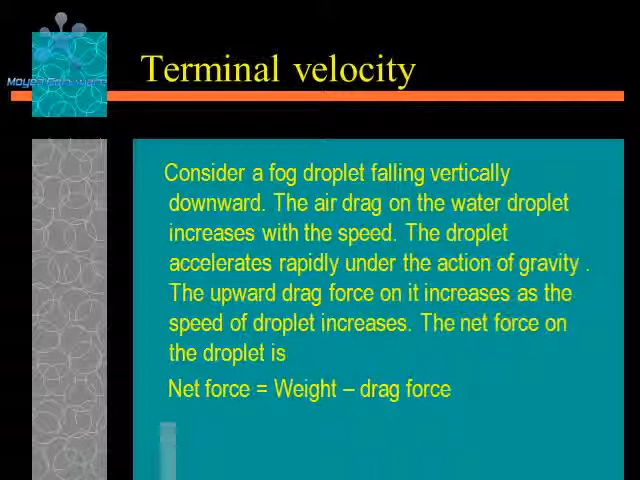 Terminal velocity
Moyea Software
Consider a fog droplet falling vertically
downward. The air drag on the water droplet
increases with the speed. The droplet
accelerates rapidly under the action of gravity .
The upward drag force on it increases as the
speed of droplet increases. The net force on
the droplet is
Net force = Weight – drag force